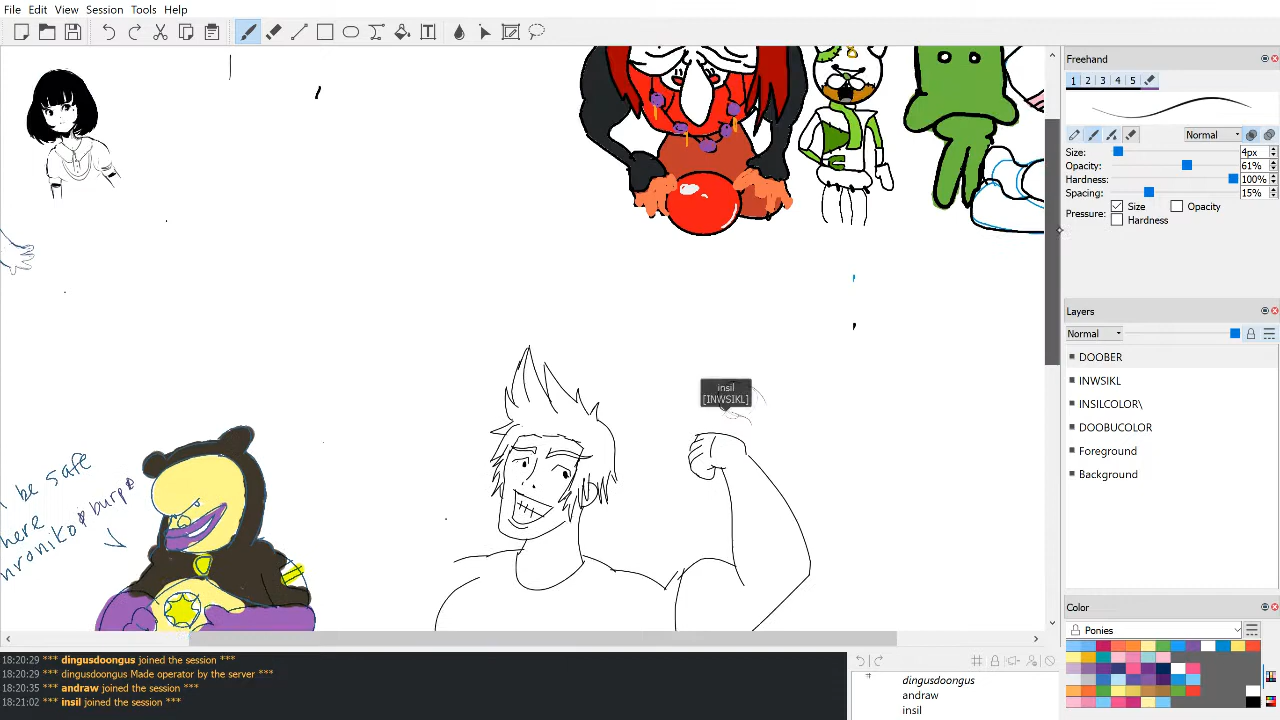 File Edit View Session Tools Help
Freehand
1 2 3 4 5
Normal
Size: 4px
Opacity: 61%
Hardness: 100%
Spacing: 15%
Pressure: Size Opacity
Hardness
Layers
Normal
DOOBER
INWSIKL
INSILCOLOR\
DOOBUCOLOR
Foreground
Background
Color
Ponies
insil
[INWSIKL]
be safe
here
hroniko *burp*
18:20:29 *** dingusdoongus joined the session ***
18:20:29 *** dingusdoongus Made operator by the server ***
18:20:35 *** andraw joined the session ***
18:21:02 *** insil joined the session ***
dingusdoongus
andraw
insil